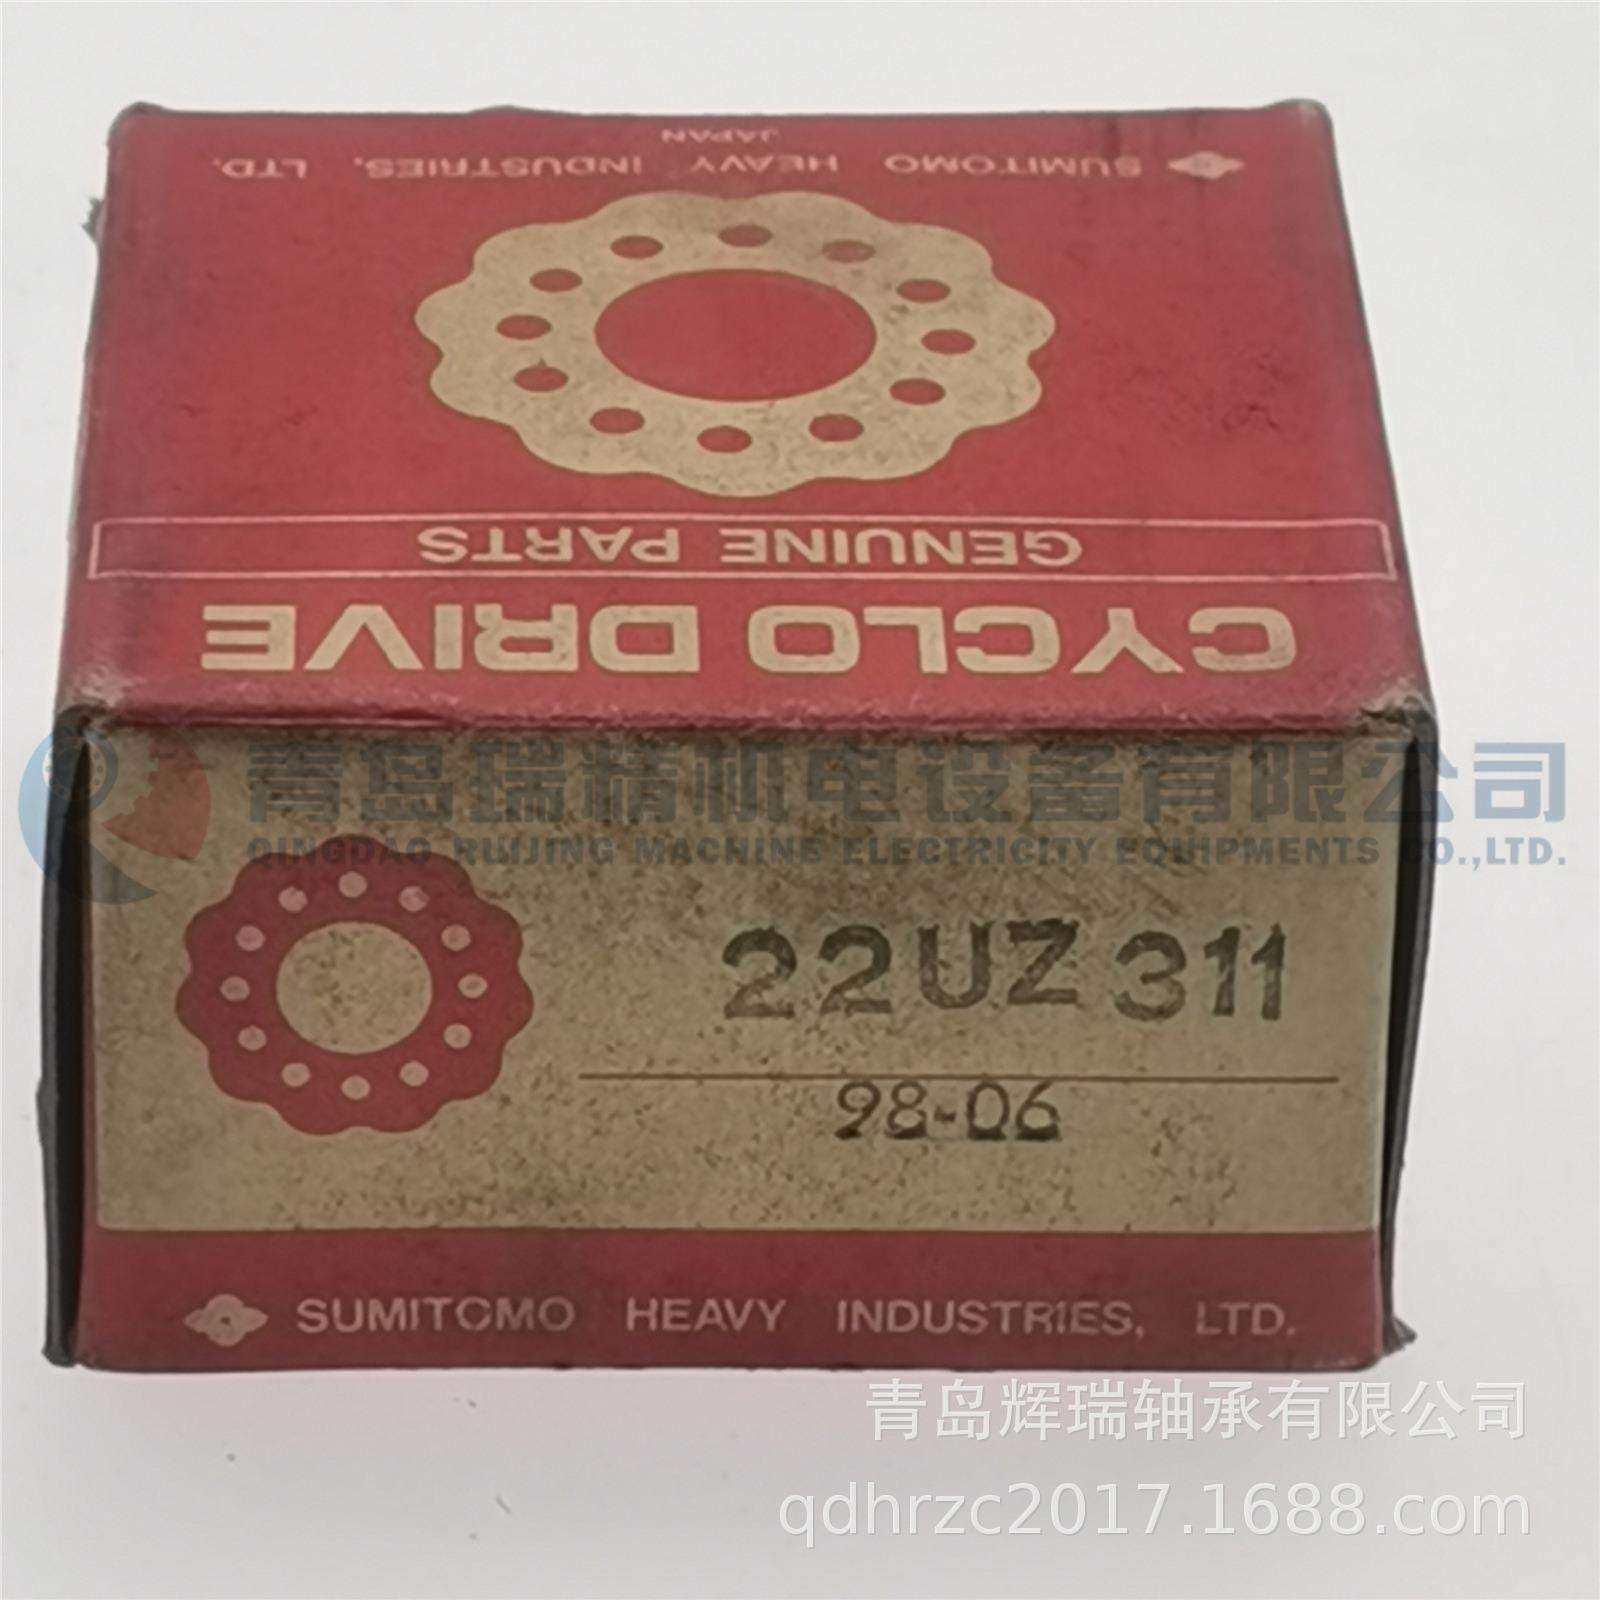 JAPAN
SUMITOMO HEAVY INDUSTRIES, LTD.
GENUINE PARTS
CYCLO DRIVE
青岛瑞精机电设备有限公司
QINGDAO RUIJING MACHINE ELECTRICITY EQUIPMENTS CO.,LTD.
22UZ311
98-06
SUMITOMO HEAVY INDUSTRIES, LTD.
青岛辉瑞轴承有限公司
qdhrzc2017.1688.com